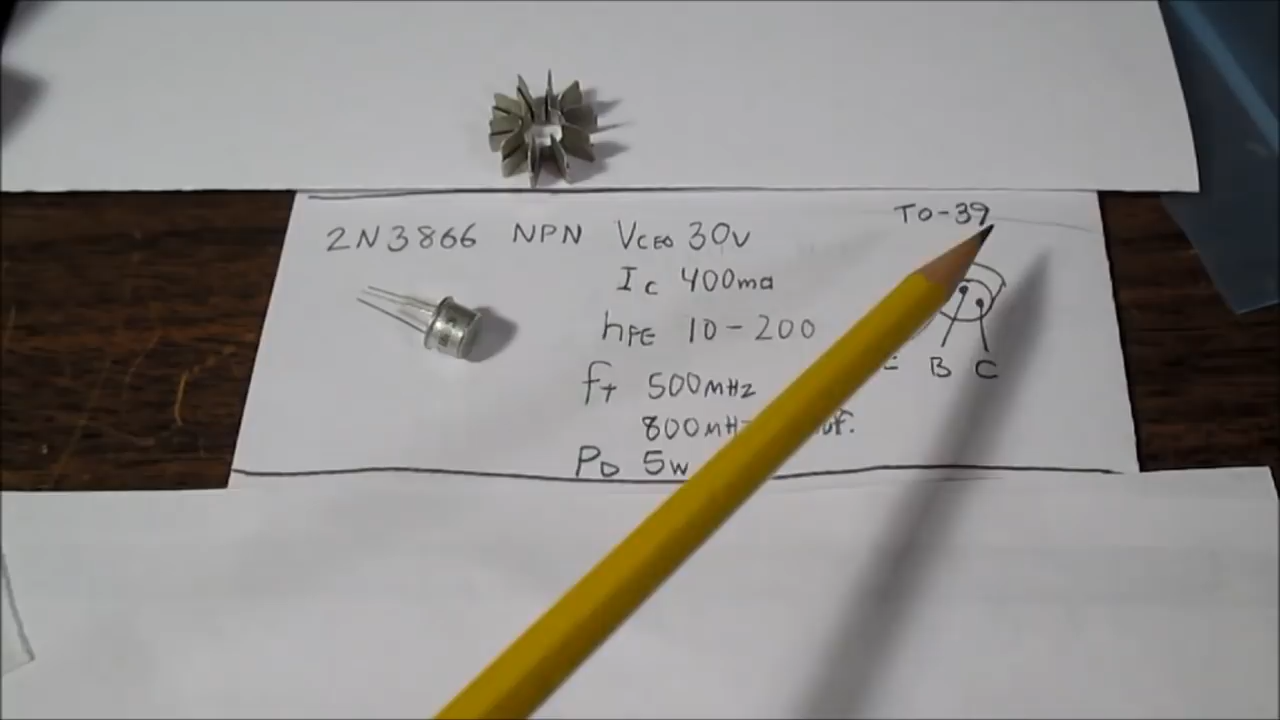 2N3866 NPN VCEO 30V
TO-39
IC 400ma
hFE 10-200
B C
fT 500MHz
PD 5W